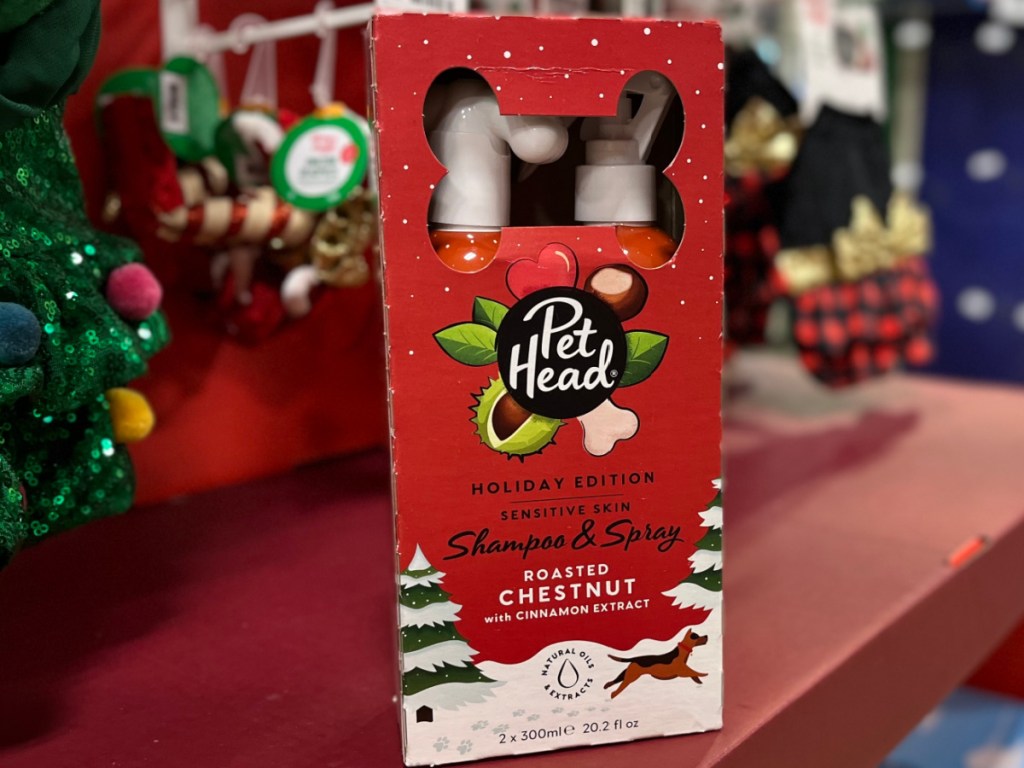 Pet
Head®
HOLIDAY EDITION
SENSITIVE SKIN
Shampoo & Spray
ROASTED
CHESTNUT
with CINNAMON EXTRACT
NATURAL OILS
& EXTRACTS
2 x 300ml℮ 20.2 fl oz